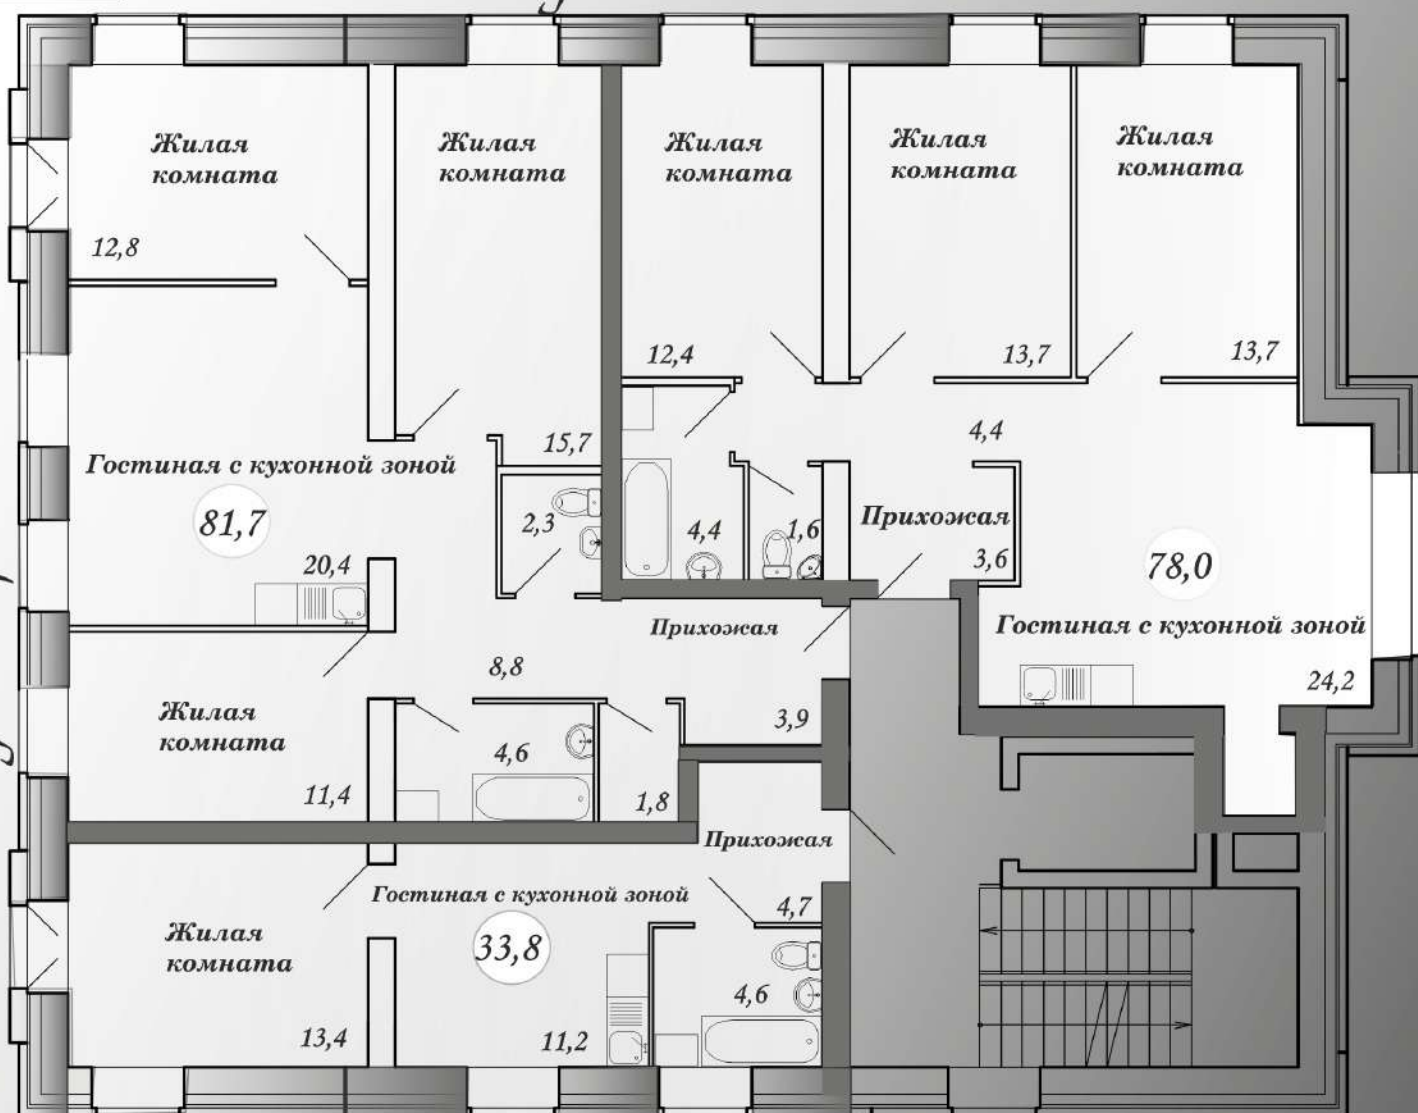 Жилая
комната
12,8
Жилая
комната
15,7
Жилая
комната
12,4
Жилая
комната
13,7
Жилая
комната
13,7
Гостиная с кухонной зоной
81,7
20,4
2,3
4,4
1,6
4,4
Прихожая
3,6
78,0
Гостиная с кухонной зоной
24,2
Прихожая
3,9
8,8
Жилая
комната
11,4
4,6
1,8
Прихожая
4,7
Гостиная с кухонной зоной
33,8
11,2
Жилая
комната
13,4
4,6